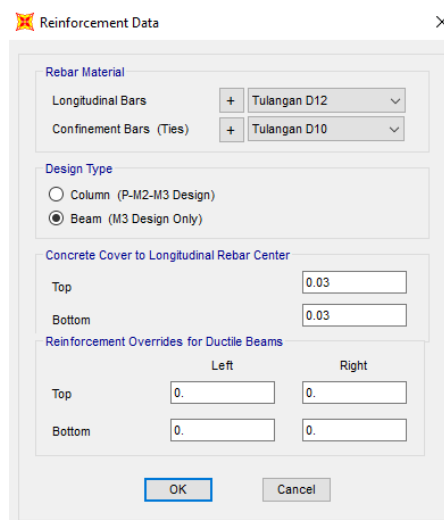 Reinforcement Data
Rebar Material
Longitudinal Bars + Tulangan D12
Confinement Bars (Ties) + Tulangan D10
Design Type
Column (P-M2-M3 Design)
Beam (M3 Design Only)
Concrete Cover to Longitudinal Rebar Center
Top 0.03
Bottom 0.03
Reinforcement Overrides for Ductile Beams
Left Right
Top 0. 0.
Bottom 0. 0.
OK Cancel